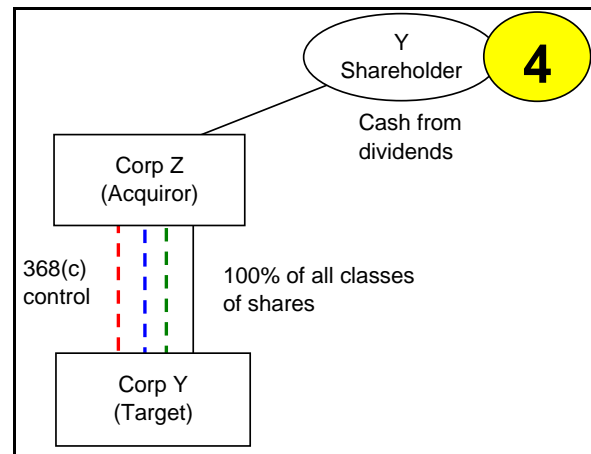 Y
Shareholder
4
Cash from
dividends
Corp Z
(Acquiror)
368(c)
control
100% of all classes
of shares
Corp Y
(Target)